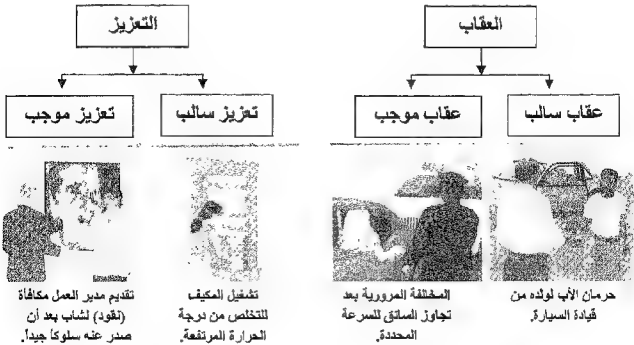 العقاب
التعزيز
عقاب سالب
عقاب موجب
تعزيز سالب
تعزيز موجب
حرمان الأب لولده من
قيادة السيارة.
المخالفة المرورية بعد
تجاوز السائق للسرعة
المحددة.
تشغيل المكيف
للتخلص من درجة
الحرارة المرتفعة.
تقديم مدير العمل مكافأة
(نقود) لشاب بعد أن
صدر عنه سلوكاً جيداً.